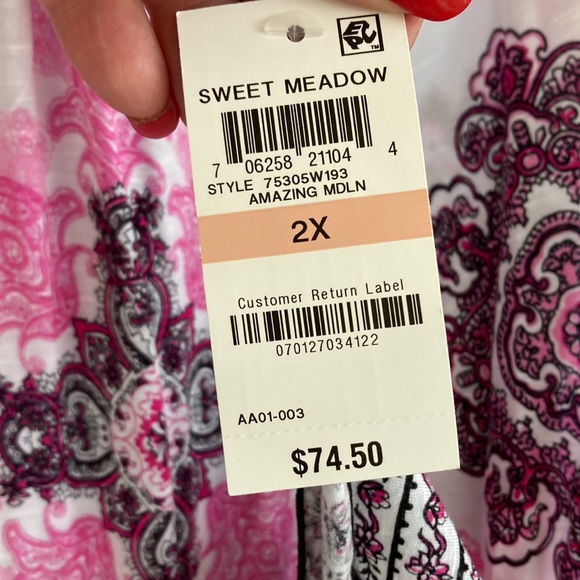 EPC™
SWEET MEADOW
7 06258 21104 4
STYLE 75305W193
AMAZING MDLN
2X
Customer Return Label
070127034122
AA01-003
$74.50